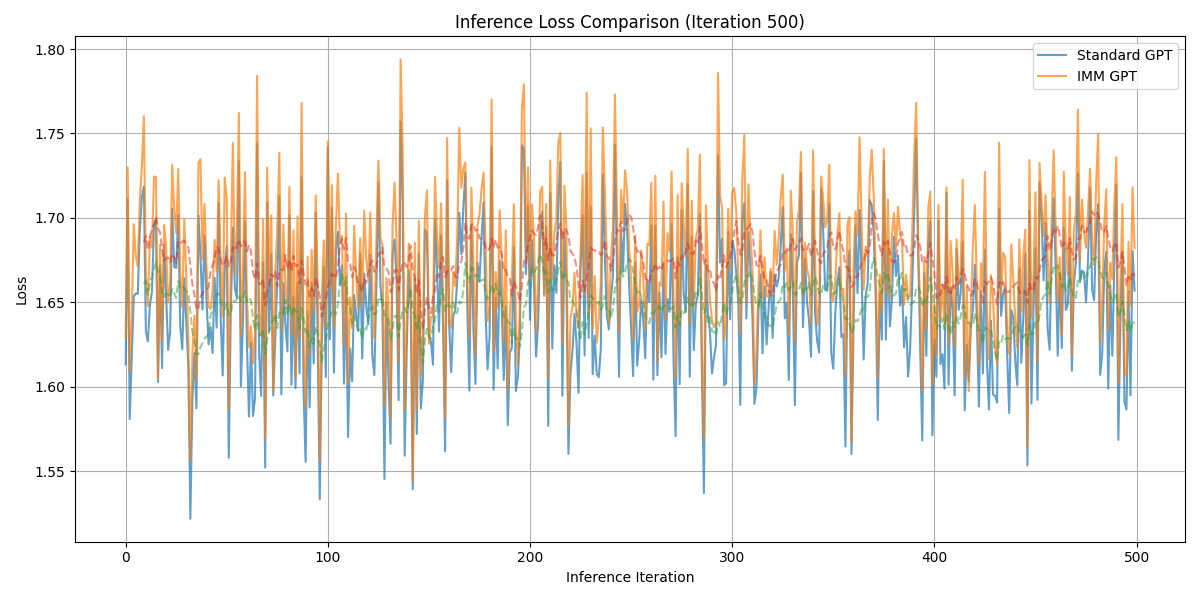 Inference Loss Comparison (Iteration 500)
Standard GPT
IMM GPT
Loss
1.80
1.75
1.70
1.65
1.60
1.55
0 100 200 300 400 500
Inference Iteration